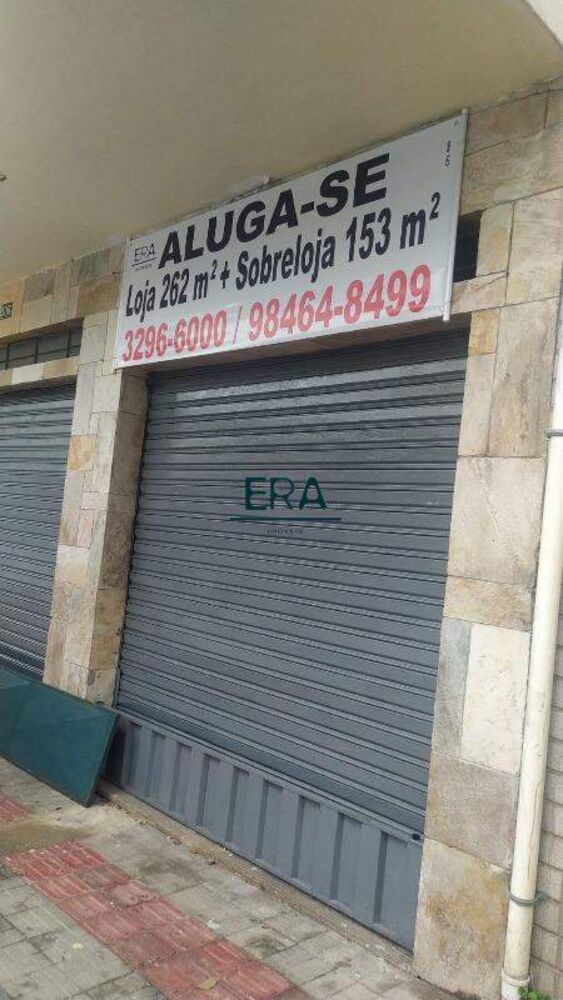 ERA
ALUGA-SE
Loja 262 m² + Sobreloja 153 m²
3296-6000 / 98464-8499
ERA